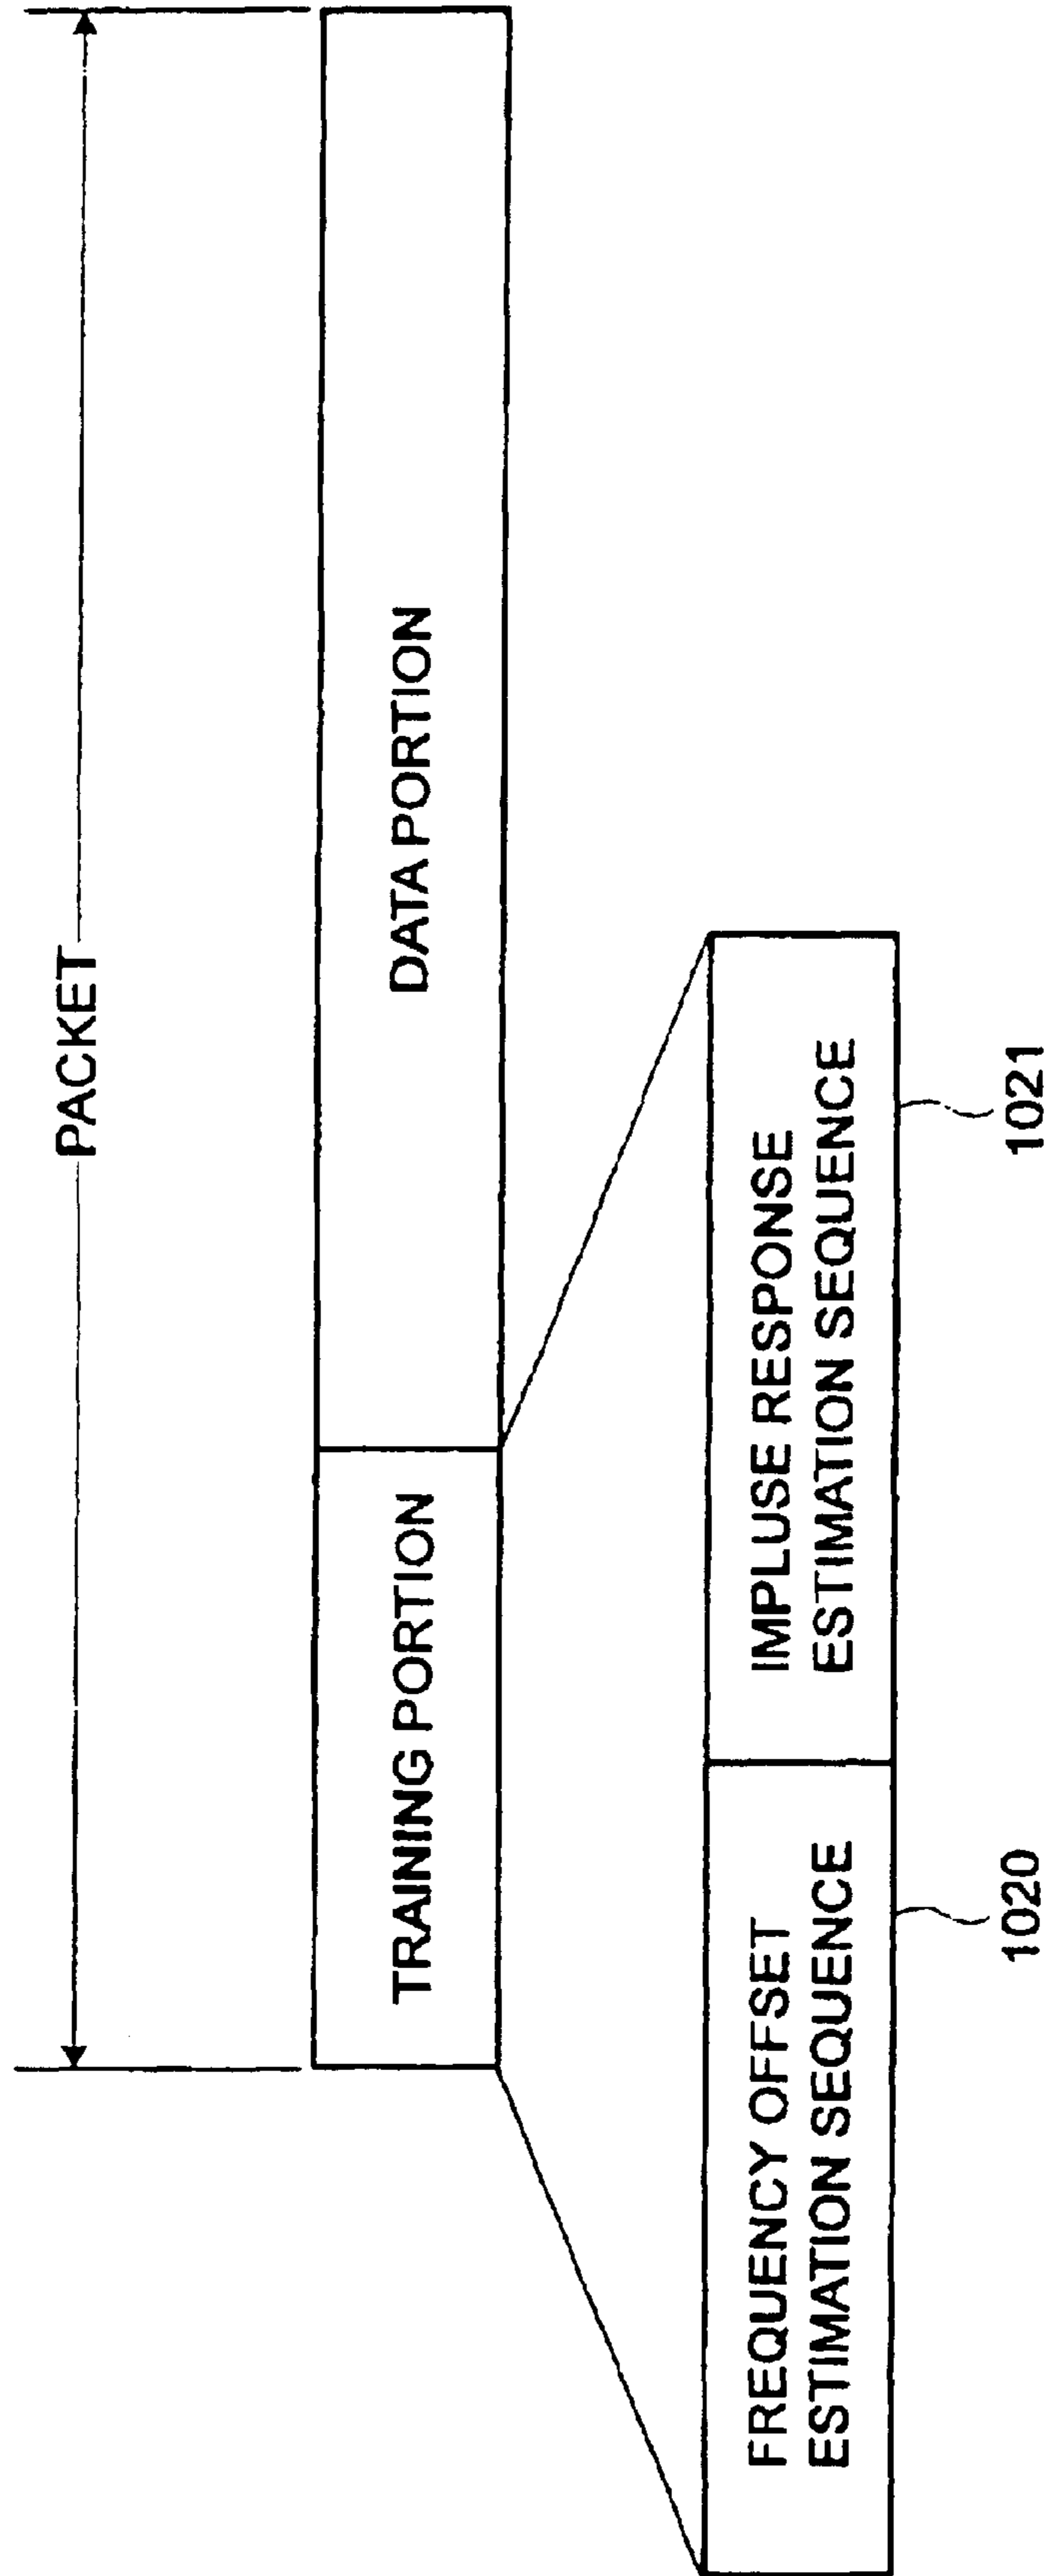 PACKET
TRAINING PORTION
DATA PORTION
FREQUENCY OFFSET
ESTIMATION SEQUENCE
IMPLUSE RESPONSE
ESTIMATION SEQUENCE
1020
1021